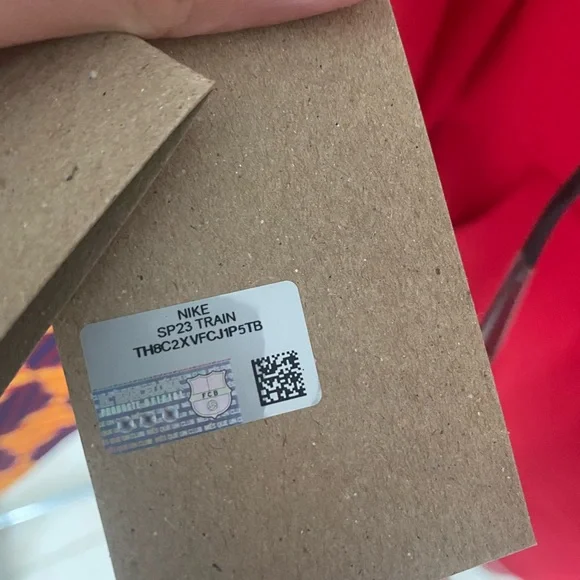 NIKE
SP23 TRAIN
TH8C2XVFCJ1P5TB
FCB